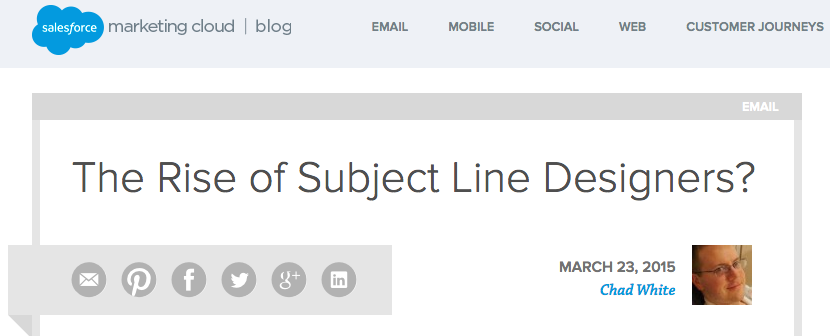 salesforce marketing cloud | blog
EMAIL MOBILE SOCIAL WEB CUSTOMER JOURNEYS
EMAIL
The Rise of Subject Line Designers?
MARCH 23, 2015
Chad White